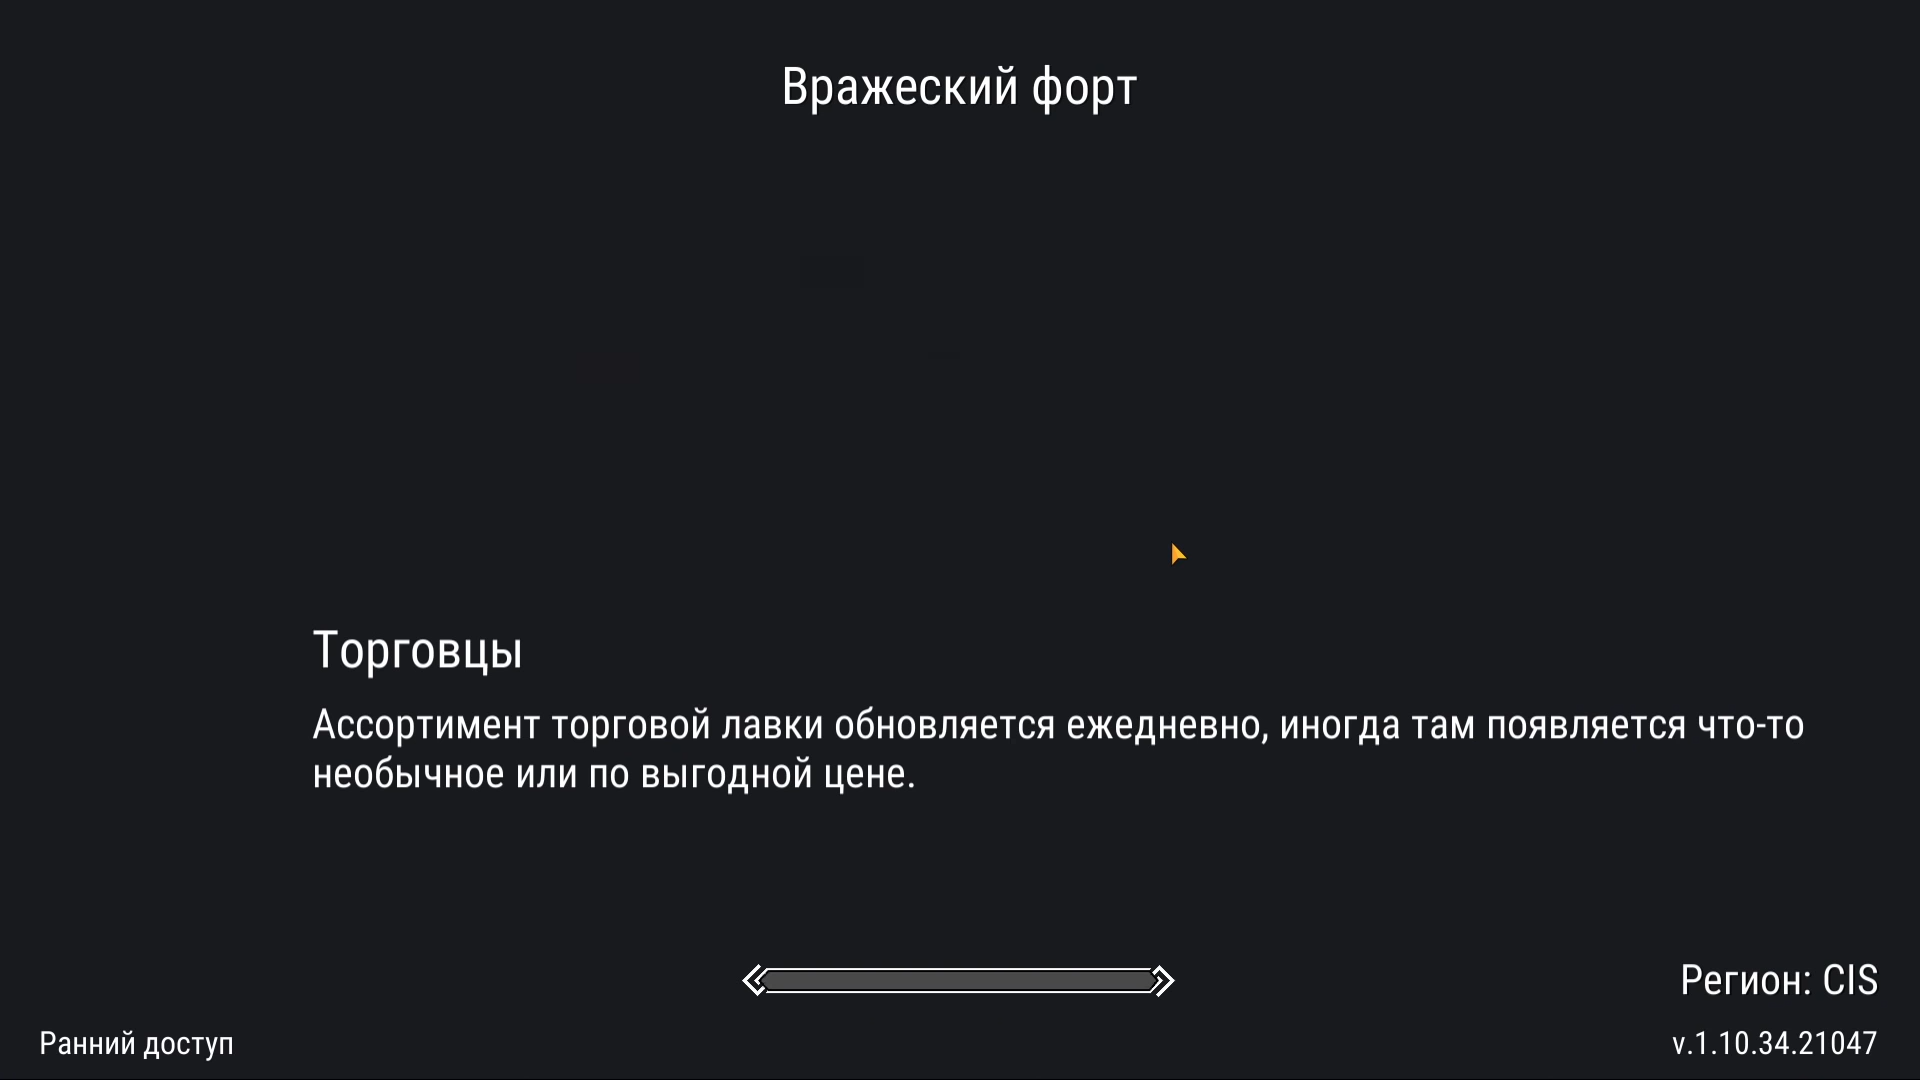 Вражеский форт
Торговцы
Ассортимент торговой лавки обновляется ежедневно, иногда там появляется что-то
необычное или по выгодной цене.
Регион: CIS
Ранний доступ
v.1.10.34.21047